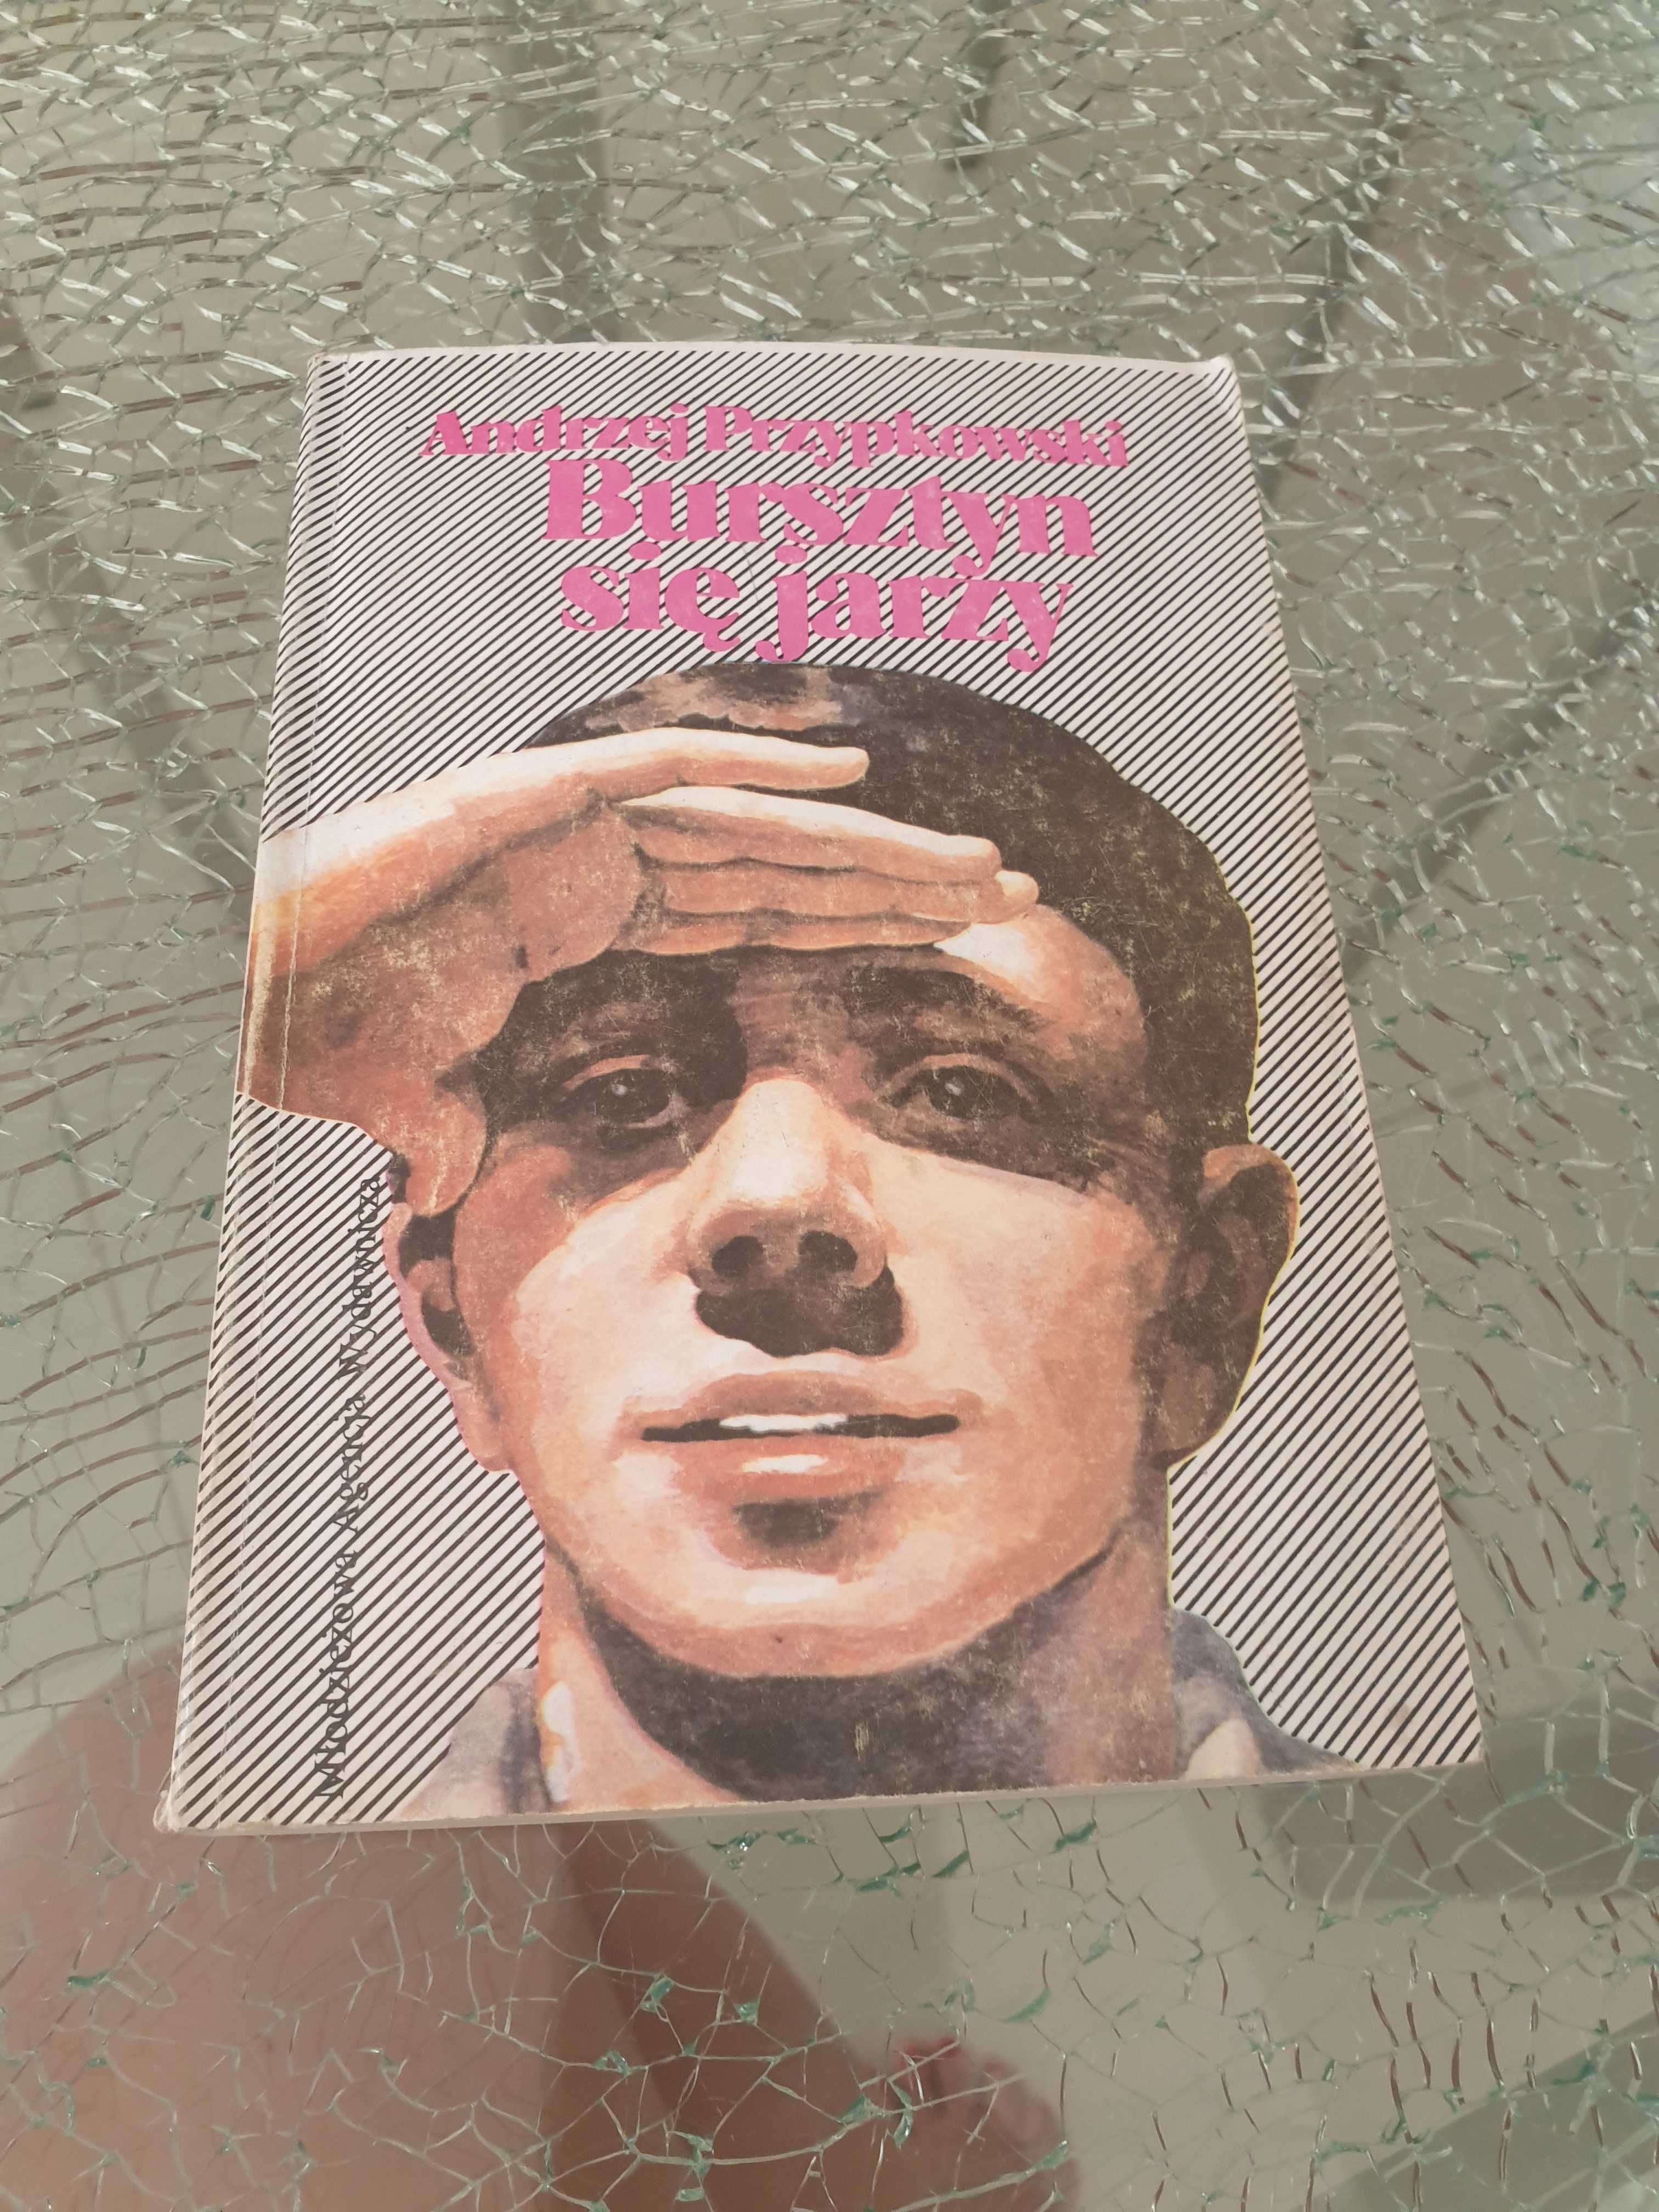 Andrzej Przypkowski
Bursztyn
się jarzy
Młodzieżowa Agencja Wydawnicza